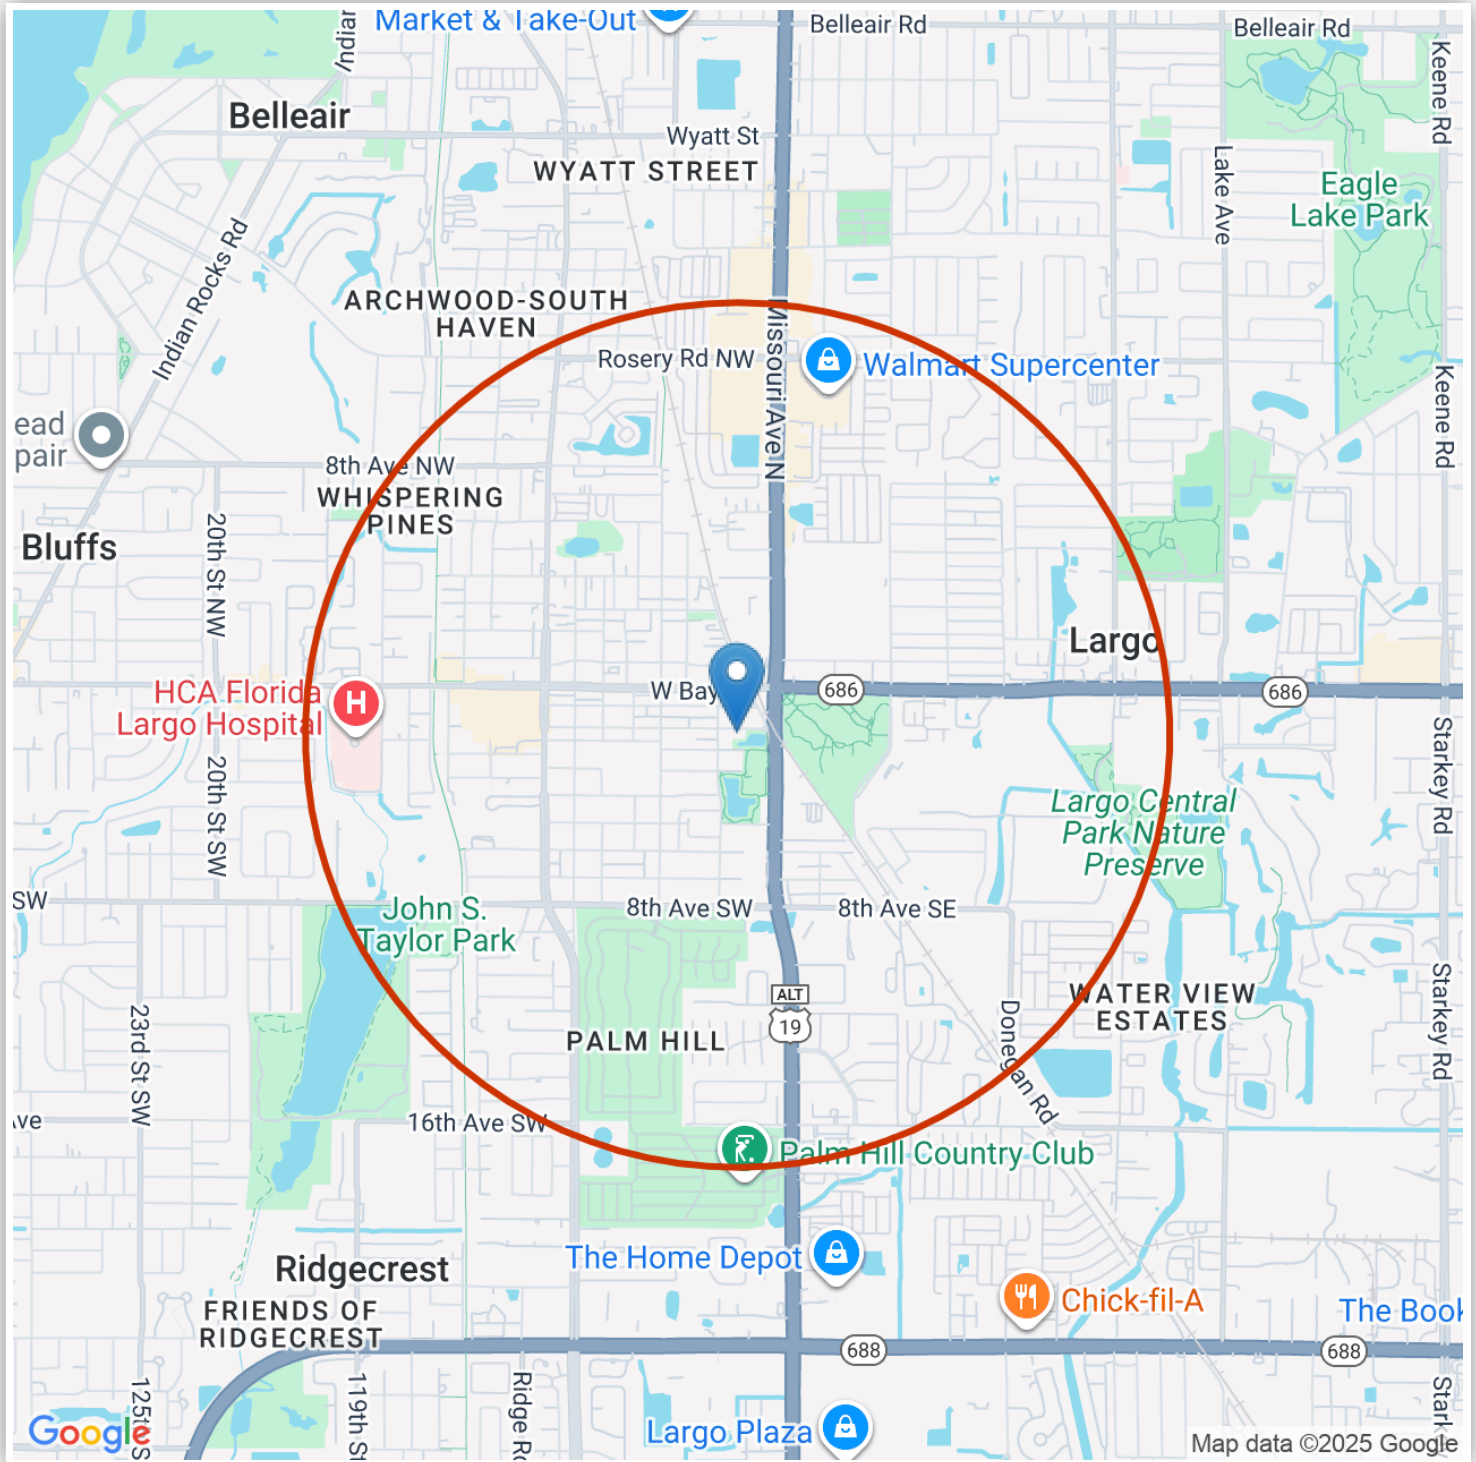 Market & Take-Out
Belleair Rd
Belleair Rd
Indian
Keene Rd
Belleair
Wyatt St
WYATT STREET
Lake Ave
Eagle
Lake Park
Indian Rocks Rd
ARCHWOOD-SOUTH
HAVEN
Missouri Ave N
Rosery Rd NW
Walmart Supercenter
Keene Rd
ead
pair
8th Ave NW
WHISPERING
PINES
20th St NW
Bluffs
Largo
W Bay
686
686
HCA Florida
Largo Hospital
H
20th St SW
Starkey Rd
Largo Central
Park Nature
Preserve
SW
John S.
Taylor Park
8th Ave SW
8th Ave SE
ALT
19
WATER VIEW
ESTATES
Starkey Rd
23rd St SW
PALM HILL
Donegan Rd
Ave
16th Ave SW
Palm Hill Country Club
The Home Depot
Ridgecrest
Chick-fil-A
FRIENDS OF
RIDGECREST
The Book
688
688
125th S
119th St
Ridge Rd
Largo Plaza
Stark
Google
Map data ©2025 Google